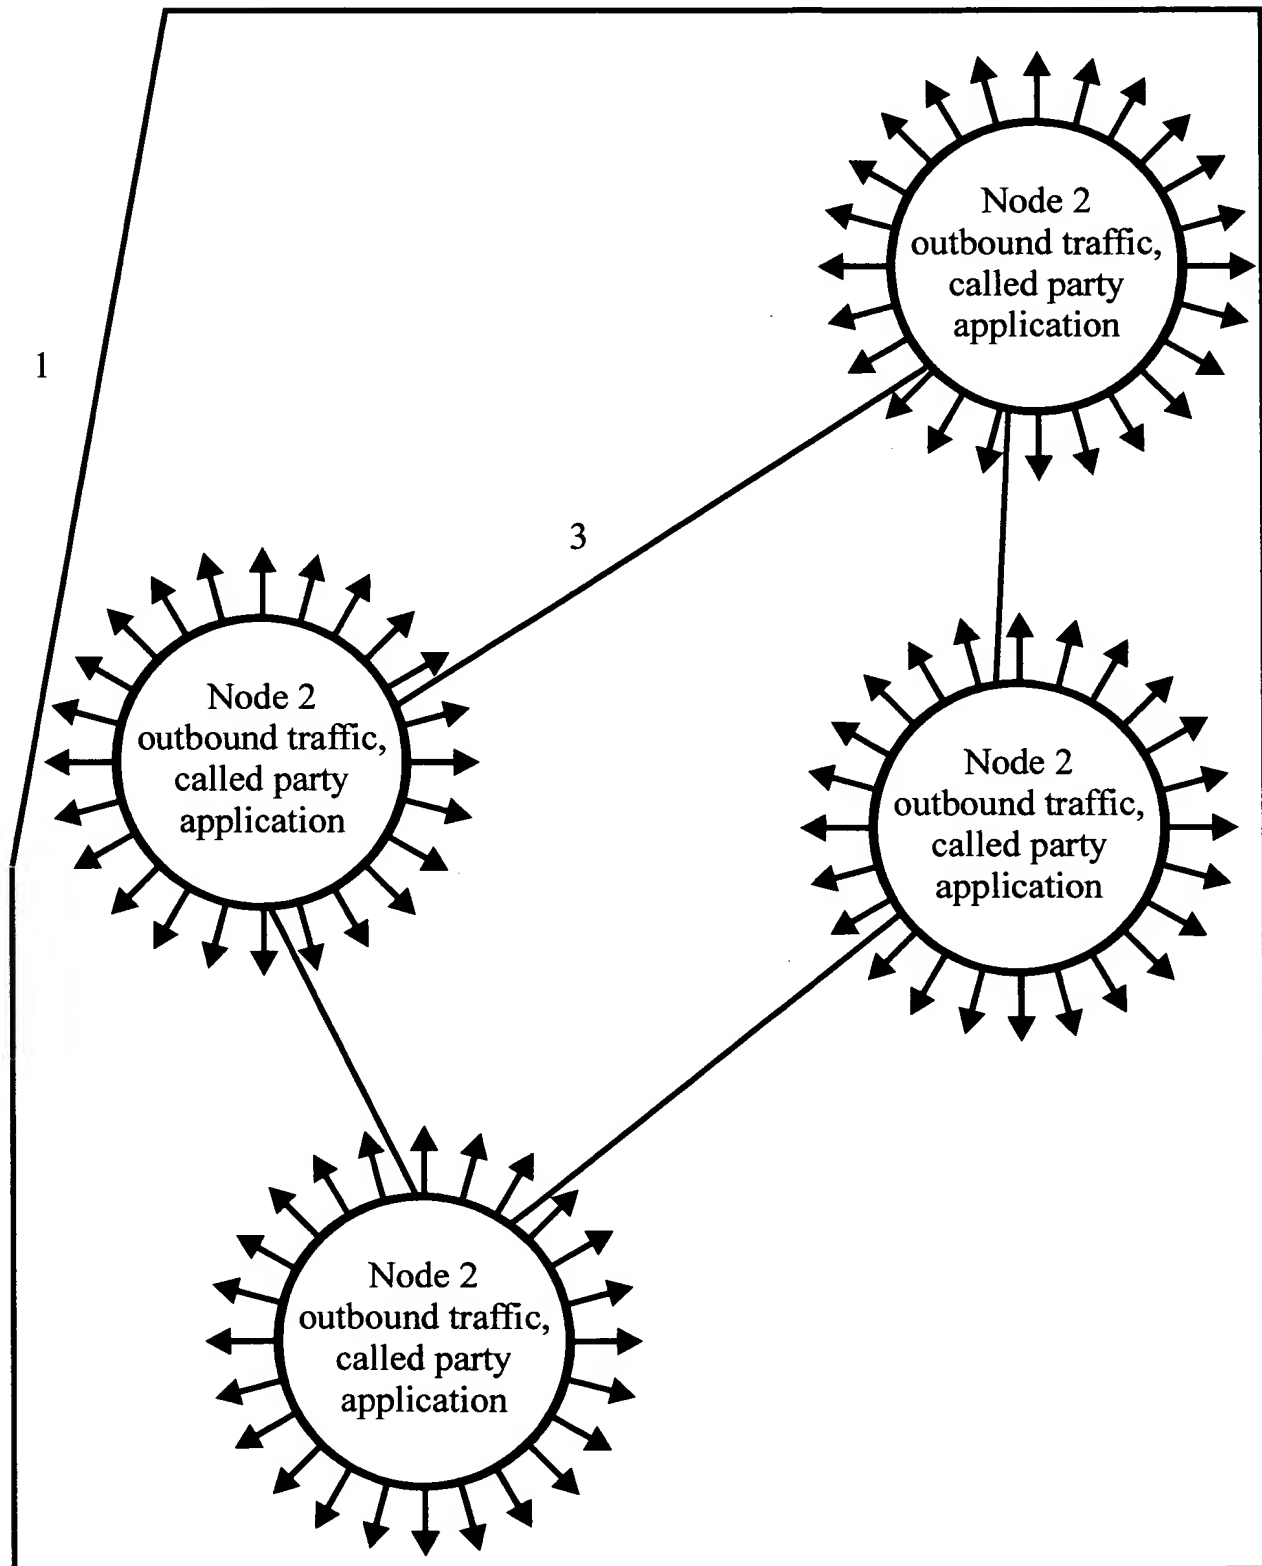 Node 2
outbound traffic,
called party
application
1
3
Node 2
outbound traffic,
called party
application
Node 2
outbound traffic,
called party
application
Node 2
outbound traffic,
called party
application